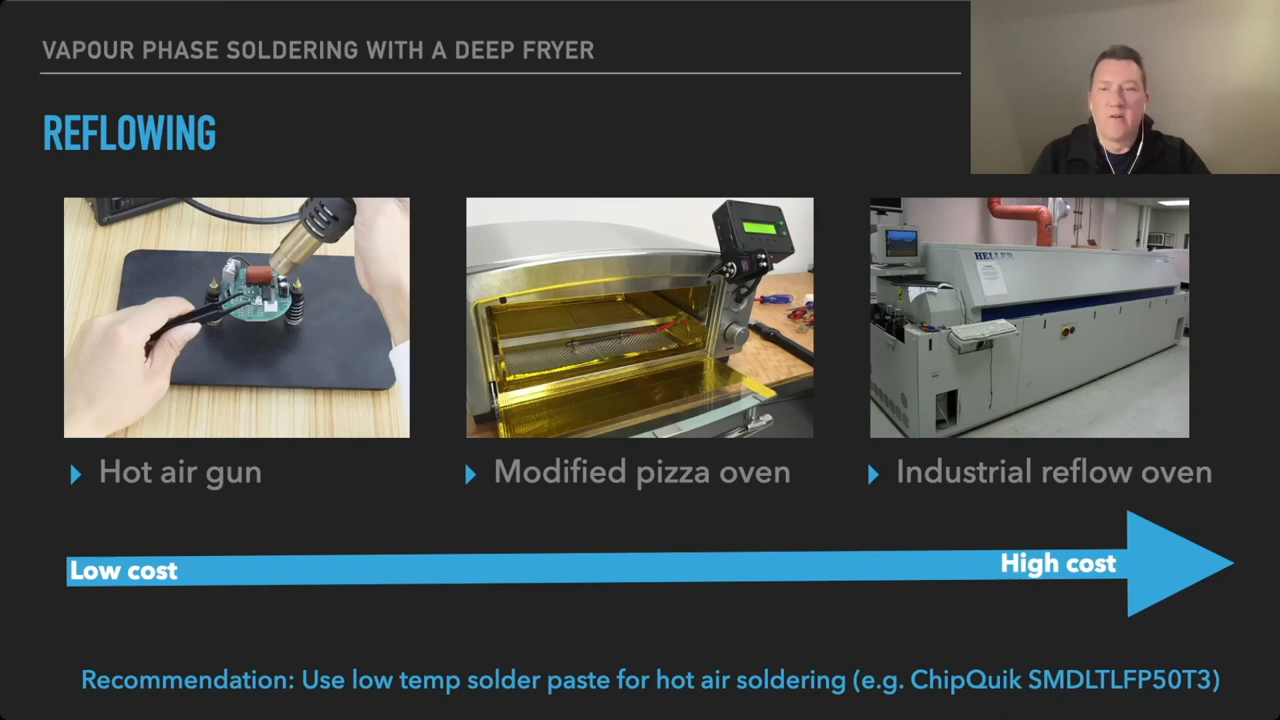 VAPOUR PHASE SOLDERING WITH A DEEP FRYER
REFLOWING
HELLER
Hot air gun
Modified pizza oven
Industrial reflow oven
Low cost
High cost
Recommendation: Use low temp solder paste for hot air soldering (e.g. ChipQuik SMDLTLFP50T3)